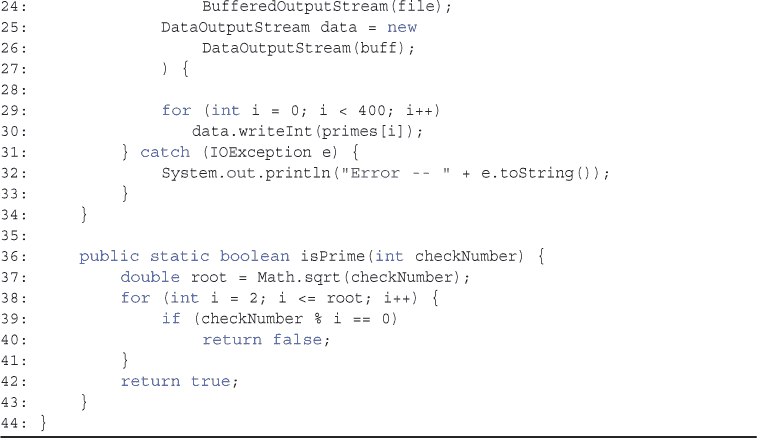 24:                 BufferedOutputStream(file);
25:             DataOutputStream data = new
26:                 DataOutputStream(buff);
27:             ) {
28:
29:             for (int i = 0; i < 400; i++)
30:                data.writeInt(primes[i]);
31:         } catch (IOException e) {
32:             System.out.println("Error -- " + e.toString());
33:         }
34:     }
35:
36:     public static boolean isPrime(int checkNumber) {
37:         double root = Math.sqrt(checkNumber);
38:         for (int i = 2; i <= root; i++) {
39:             if (checkNumber % i == 0)
40:                 return false;
41:         }
42:         return true;
43:     }
44: }